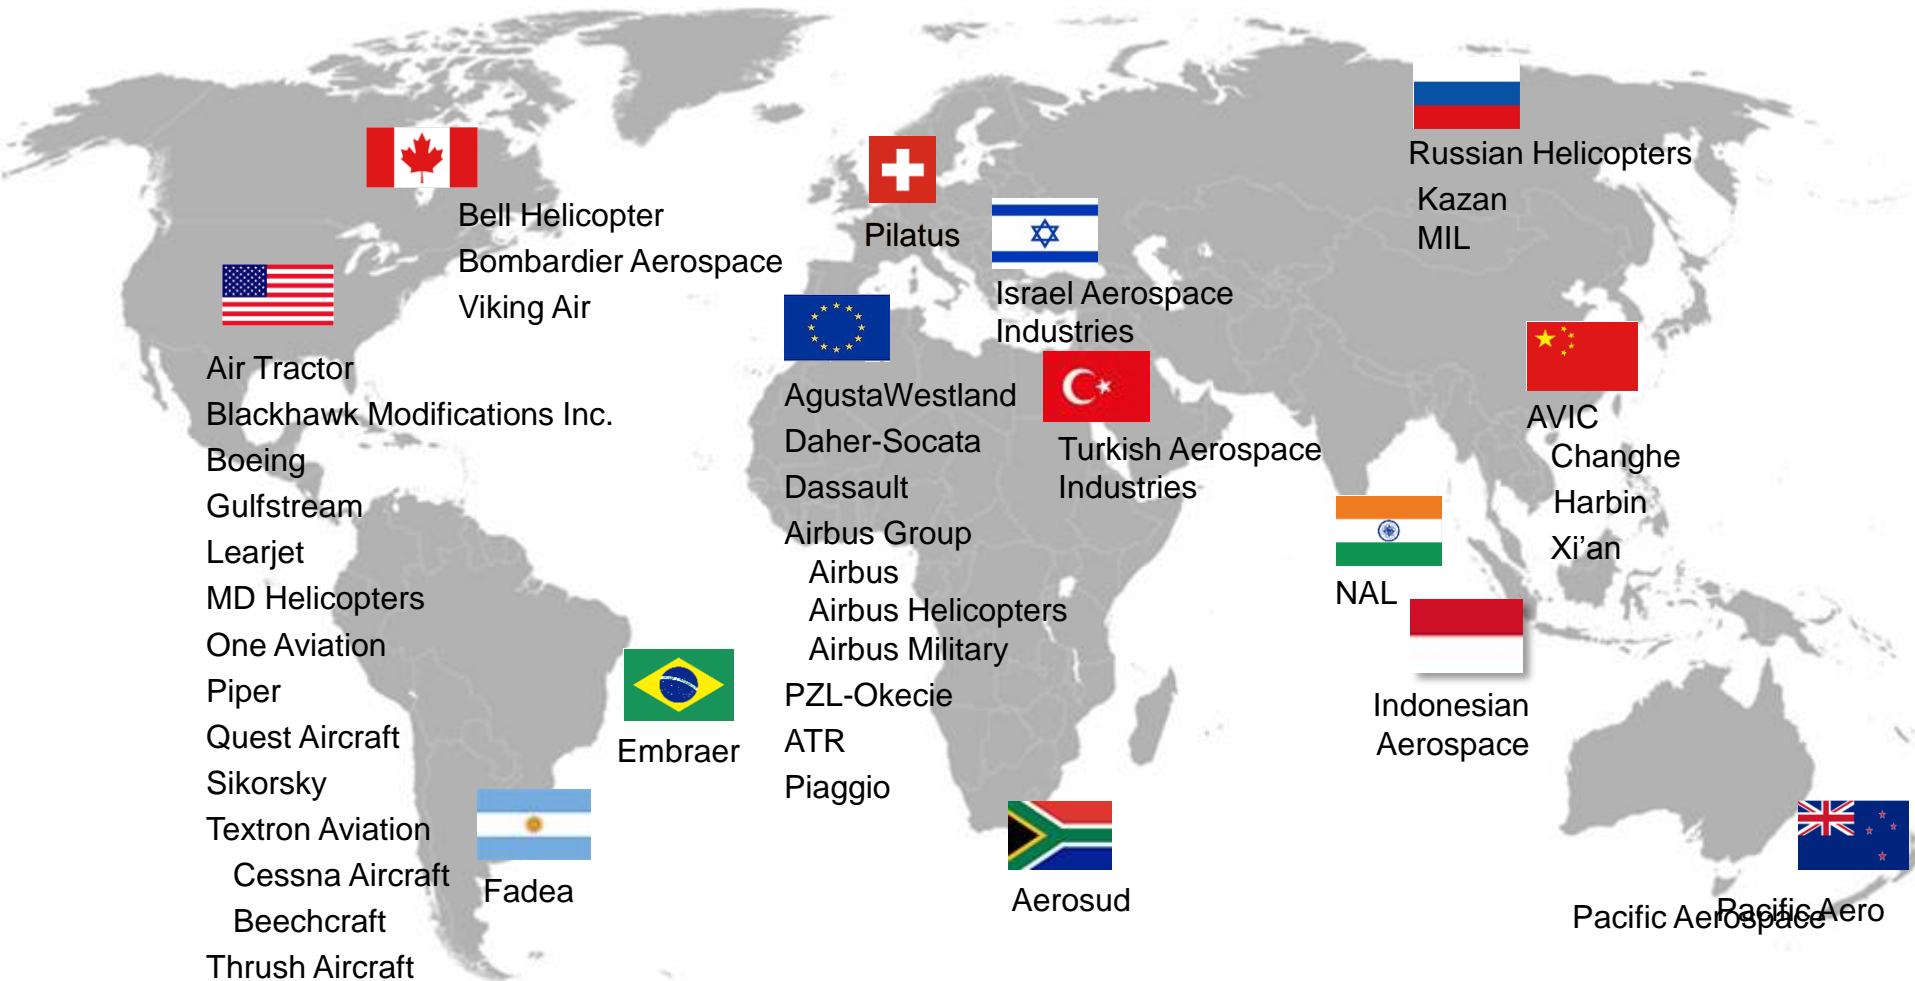 Bell Helicopter
Bombardier Aerospace
Viking Air
Air Tractor
Blackhawk Modifications Inc.
Boeing
Gulfstream
Learjet
MD Helicopters
One Aviation
Piper
Quest Aircraft
Sikorsky
Textron Aviation
Cessna Aircraft
Beechcraft
Thrush Aircraft
Embraer
Fadea
Pilatus
Israel Aerospace
Industries
AgustaWestland
Daher-Socata
Dassault
Airbus Group
Airbus
Airbus Helicopters
Airbus Military
PZL-Okecie
ATR
Piaggio
Turkish Aerospace
Industries
Aerosud
Russian Helicopters
Kazan
MIL
AVIC
Changhe
Harbin
Xi’an
NAL
Indonesian
Aerospace
Pacific Aerospace
Pacific Aero